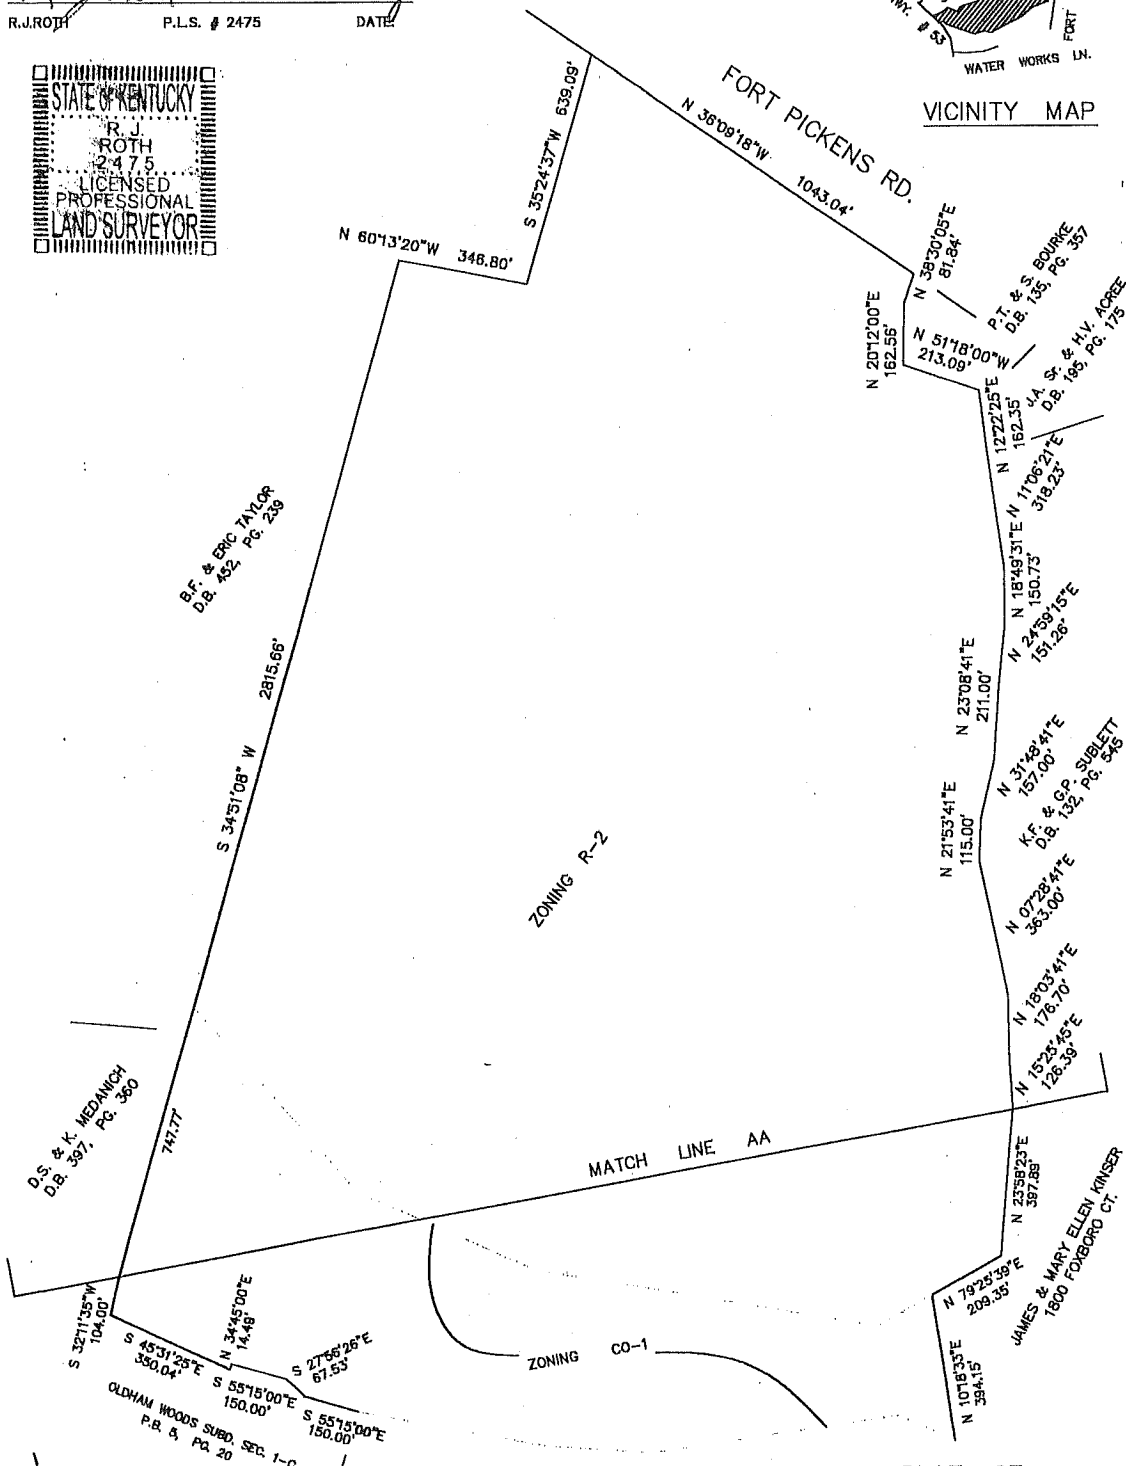 R.J.ROTH P.L.S. # 2475 DATE:
STATE OF KENTUCKY
R. J.
ROTH
2475
LICENSED
PROFESSIONAL
LAND SURVEYOR
# 53
FORT
WATER WORKS LN.
VICINITY MAP
FORT PICKENS RD.
N 36°09'18"W
1043.04'
S 35°24'37"W 639.09'
N 60°13'20"W 346.80'
N 38°30'05"E
81.84'
P.T. & S. BOURKE
D.B. 135, PG. 357
N 20°12'00"E
162.56'
N 51°18'00"W
213.09'
J.A. Sr. & H.V. ACREE
D.B. 195, PG. 175
N 12°22'25"E
162.35'
N 11°06'21"E
318.23'
B.F. & ERIC TAYLOR
D.B. 452, PG. 239
N 18°49'31"E
150.73'
N 24°59'15"E
151.26'
N 23°08'41"E
211.00'
2815.66'
S 34°51'08" W
N 31°48'41"E
157.00'
K.F. & G.P. SUBLETT
D.B. 132, PG. 545
N 21°53'41"E
115.00'
ZONING R-2
N 07°28'41"E
363.00'
N 18°03'41"E
176.70'
N 15°25'45"E
126.39'
D.S. & K. MEDANICH
D.B. 397, PG. 360
747.77'
MATCH LINE AA
N 23°58'23"E
397.89'
JAMES & MARY ELLEN KINSER
1800 FOXBORO CT.
N 79°25'39"E
209.35'
S 32°11'35"W
104.00'
S 45°31'25"E
350.04'
N 34°45'00"E
14.49'
S 55°15'00"E
150.00'
S 27°56'26"E
67.53'
S 55°15'00"E
150.00'
ZONING CO-1
N 10°18'33"E
394.15'
OLDHAM WOODS SUBD. SEC.
P.B. 5, PG. 20